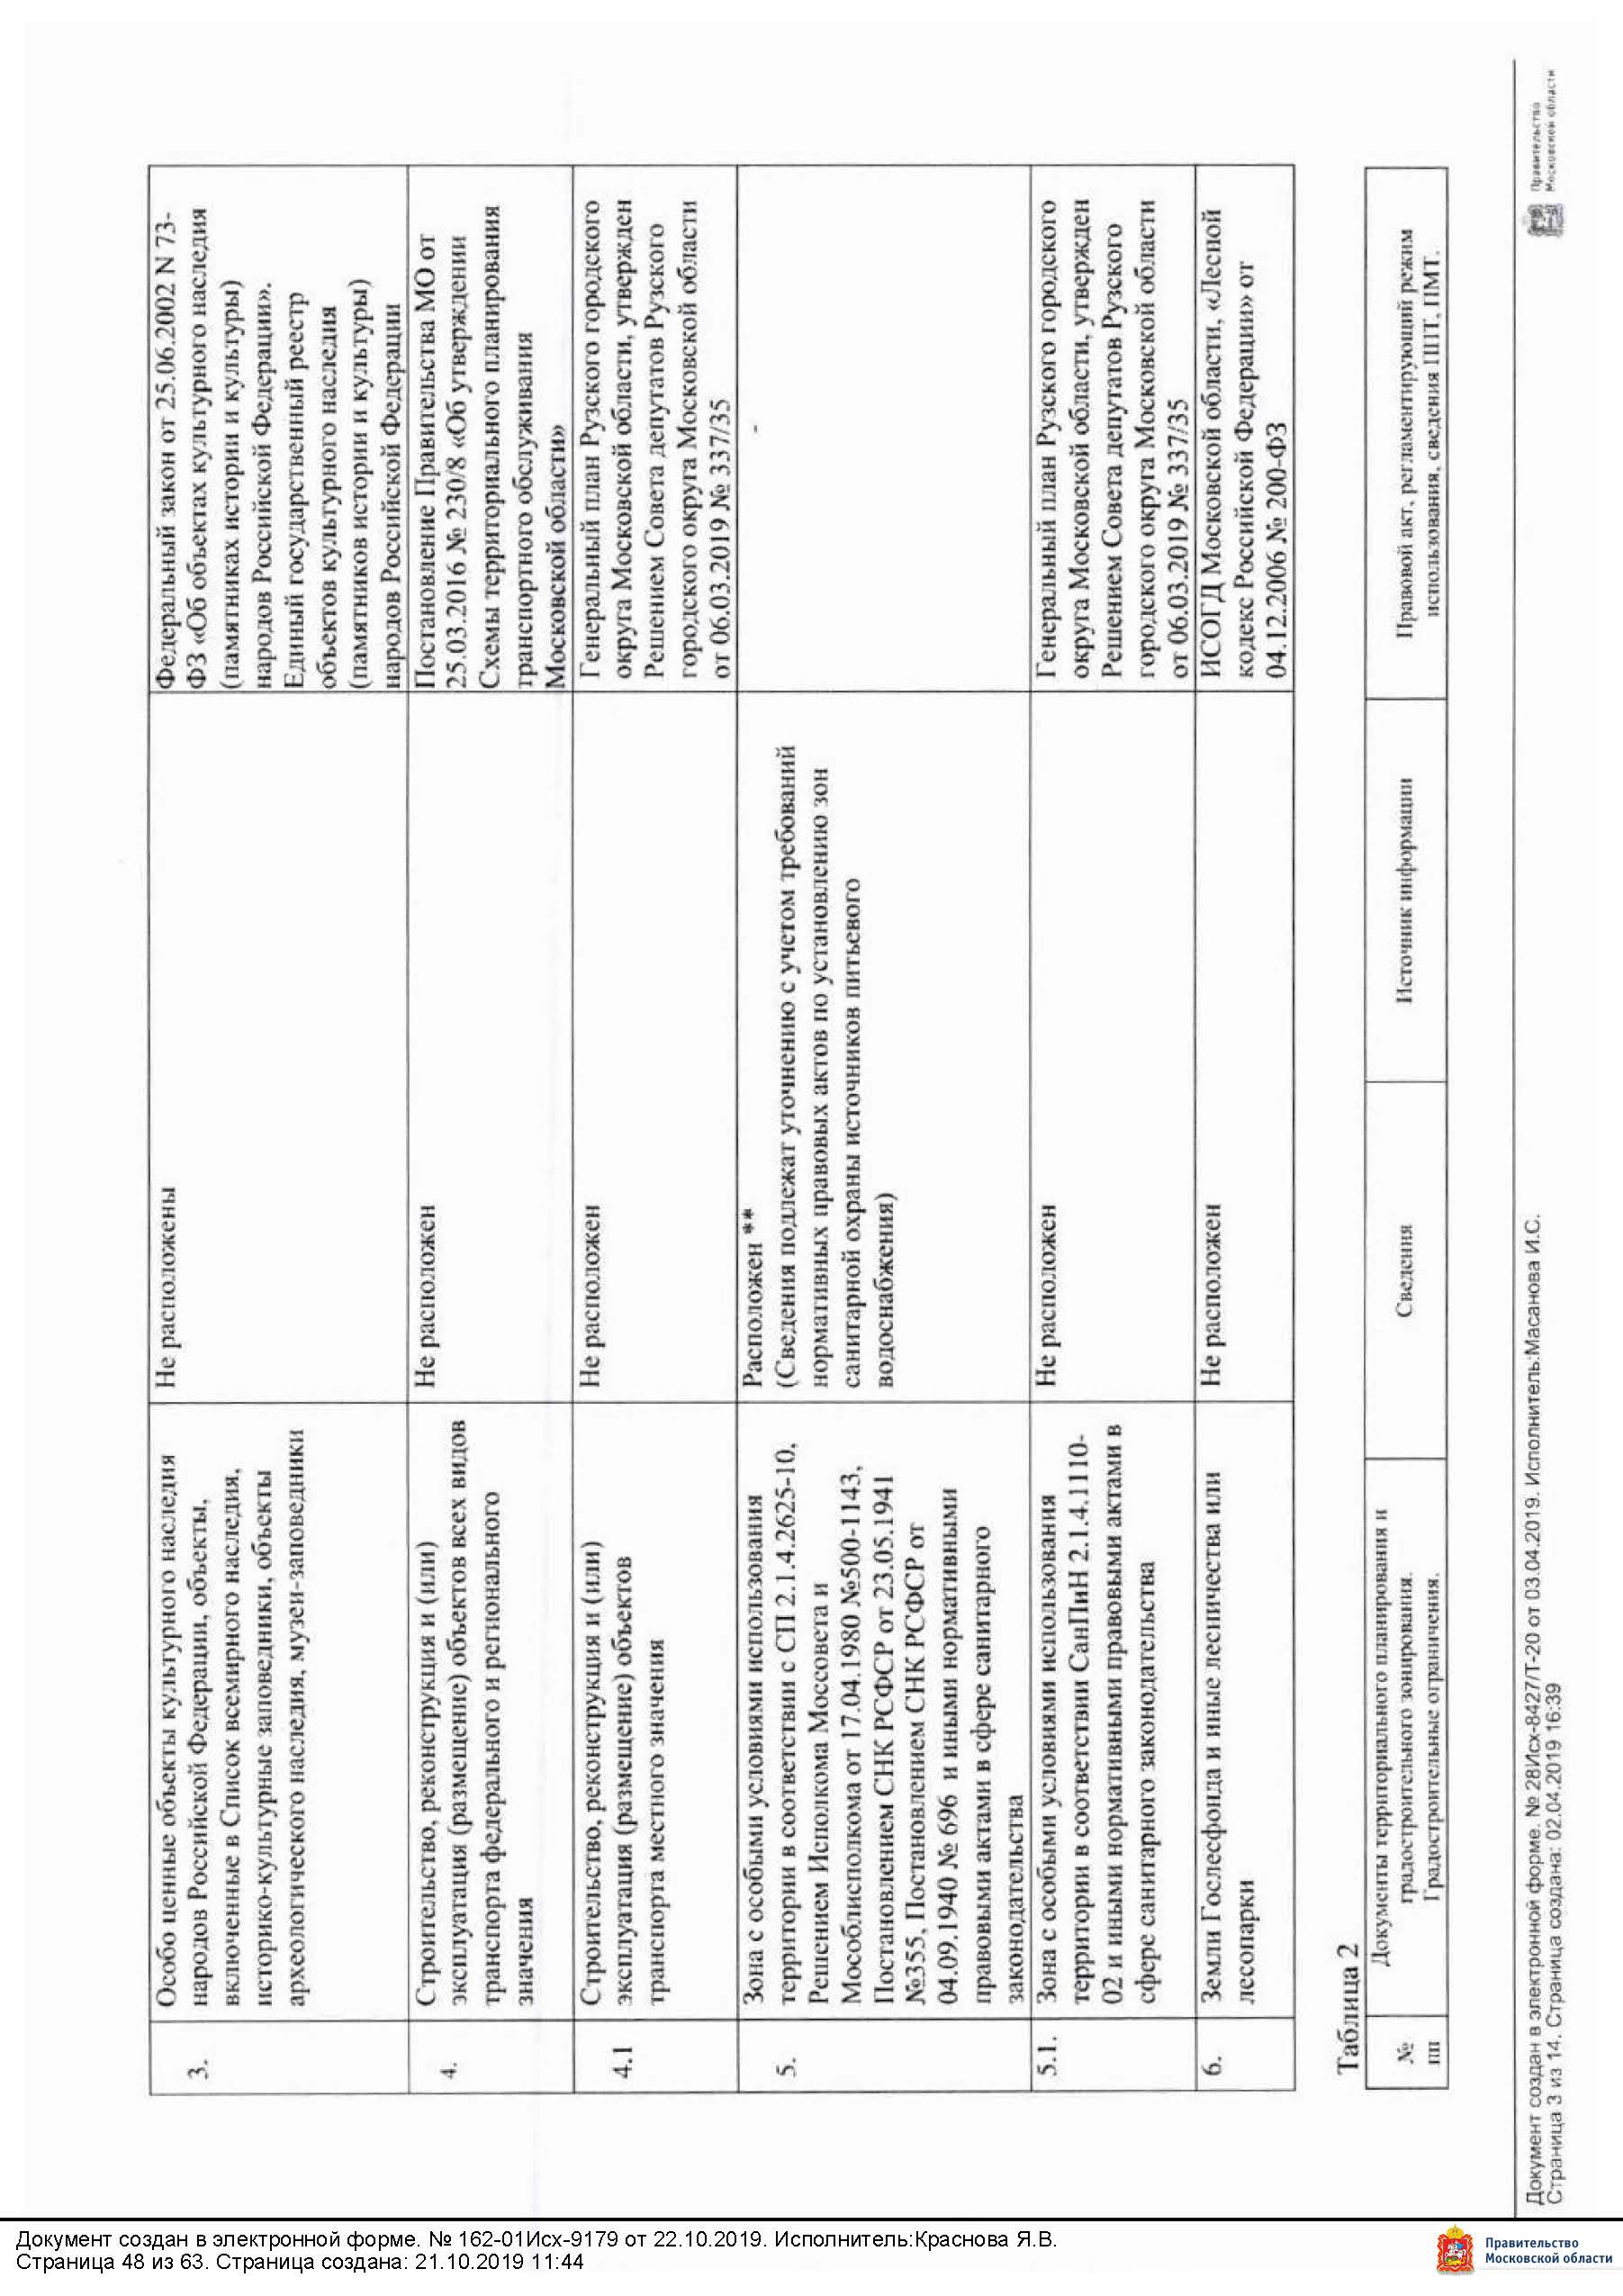 3.
Особо ценные объекты культурного наследия
народов Российской Федерации, объекты,
включенные в Список всемирного наследия,
историко-культурные заповедники, объекты
археологического наследия, музеи-заповедники
Не расположены
Федеральный закон от 25.06.2002 N 73-
ФЗ «Об объектах культурного наследия
(памятниках истории и культуры)
народов Российской Федерации».
Единый государственный реестр
объектов культурного наследия
(памятников истории и культуры)
народов Российской Федерации
4.
Строительство, реконструкция и (или)
эксплуатация (размещение) объектов всех видов
транспорта федерального и регионального
значения
Не расположен
Постановление Правительства МО от
25.03.2016 № 230/8 «Об утверждении
Схемы территориального планирования
транспортного обслуживания
Московской области»
4.1
Строительство, реконструкция и (или)
эксплуатация (размещение) объектов
транспорта местного значения
Не расположен
Генеральный план Рузского городского
округа Московской области, утвержден
Решением Совета депутатов Рузского
городского округа Московской области
от 06.03.2019 № 337/35
5.
Зона с особыми условиями использования
территории в соответствии с СП 2.1.4.2625-10,
Решением Исполкома Моссовета и
Мособлисполкома от 17.04.1980 №500-1143,
Постановлением СНК РСФСР от 23.05.1941
№355, Постановлением СНК РСФСР от
04.09.1940 № 696 и иными нормативными
правовыми актами в сфере санитарного
законодательства
Расположен **
(Сведения подлежат уточнению с учетом требований
нормативных правовых актов по установлению зон
санитарной охраны источников питьевого
водоснабжения)
-
5.1.
Зона с особыми условиями использования
территории в соответствии СанПиН 2.1.4.1110-
02 и иными нормативными правовыми актами в
сфере санитарного законодательства
Не расположен
Генеральный план Рузского городского
округа Московской области, утвержден
Решением Совета депутатов Рузского
городского округа Московской области
от 06.03.2019 № 337/35
6.
Земли Гослесфонда и иные лесничества или
лесопарки
Не расположен
ИСОГД Московской области, «Лесной
кодекс Российской Федерации» от
04.12.2006 № 200-ФЗ
Таблица 2
№
пп
Документы территориального планирования и
градостроительного зонирования.
Градостроительные ограничения.
Сведения
Источник информации
Правовой акт, регламентирующий режим
использования, сведения ППТ, ПМТ.
Документ создан в электронной форме. № 28Исх-8427/Т-20 от 03.04.2019. Исполнитель:Масанова И.С.
Страница 3 из 14. Страница создана: 02.04.2019 16:39
Правительство
Московской области
Документ создан в электронной форме. № 162-01Исх-9179 от 22.10.2019. Исполнитель:Краснова Я.В.
Страница 48 из 63. Страница создана: 21.10.2019 11:44
Правительство
Московской области